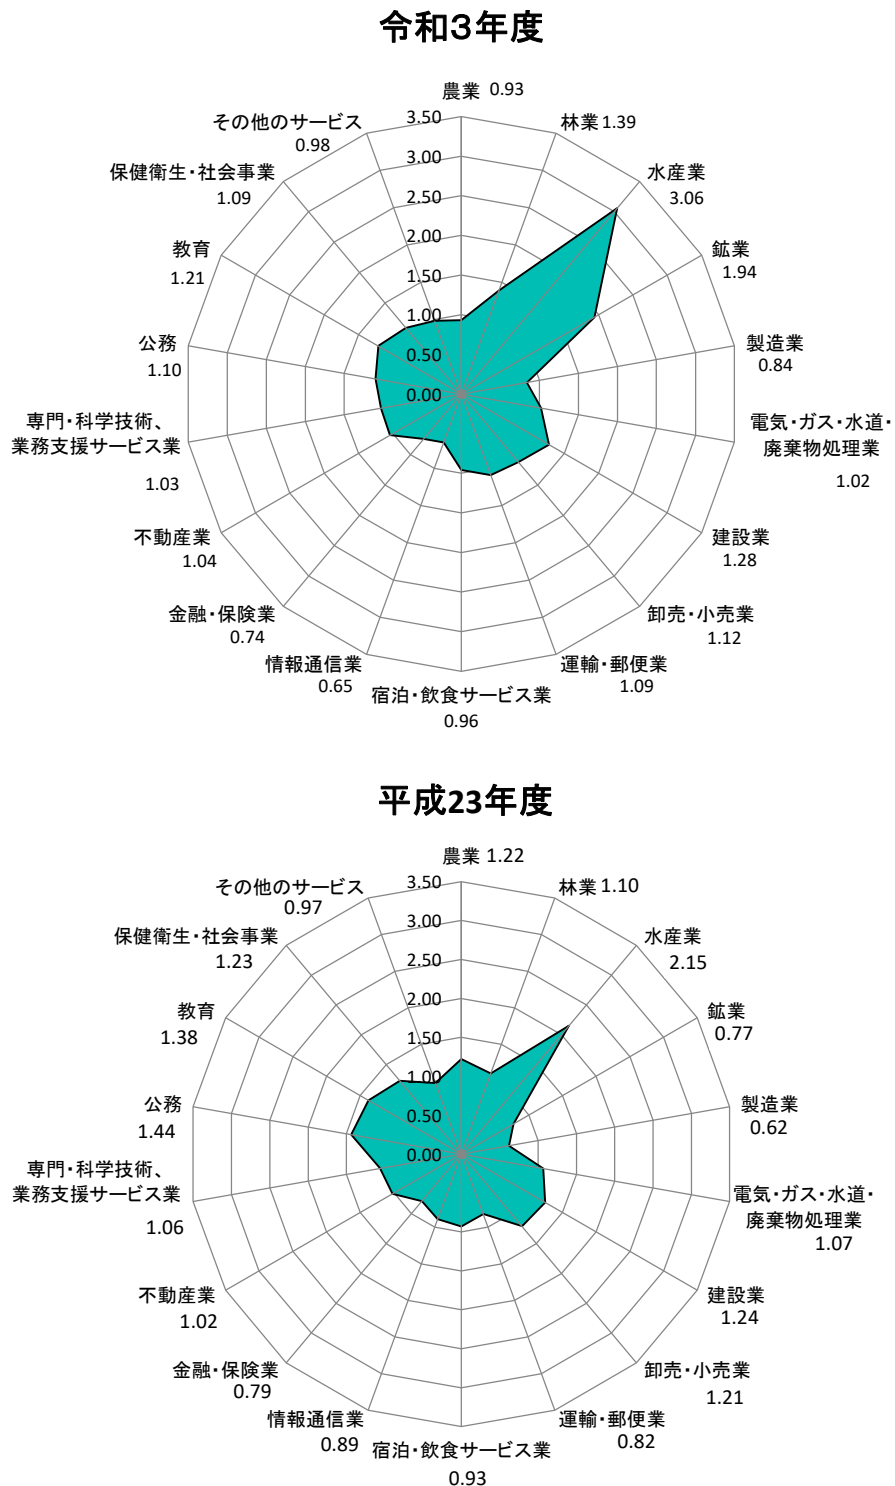 令和3年度
農業 0.93
林業1.39
水産業
3.06
鉱業
1.94
製造業
0.84
電気・ガス・水道・
廃棄物処理業
1.02
建設業
1.28
卸売・小売業
1.12
運輸・郵便業
1.09
宿泊・飲食サービス業
0.96
情報通信業
0.65
金融・保険業
0.74
不動産業
1.04
専門・科学技術、
業務支援サービス業
1.03
公務
1.10
教育
1.21
保健衛生・社会事業
1.09
その他のサービス
0.98
3.50
3.00
2.50
2.00
1.50
1.00
0.50
0.00
平成23年度
農業 1.22
林業1.10
水産業
2.15
鉱業
0.77
製造業
0.62
電気・ガス・水道・
廃棄物処理業
1.07
建設業
1.24
卸売・小売業
1.21
運輸・郵便業
0.82
宿泊・飲食サービス業
0.93
情報通信業
0.89
金融・保険業
0.79
不動産業
1.02
専門・科学技術、
業務支援サービス業
1.06
公務
1.44
教育
1.38
保健衛生・社会事業
1.23
その他のサービス
0.97
3.50
3.00
2.50
2.00
1.50
1.00
0.50
0.00